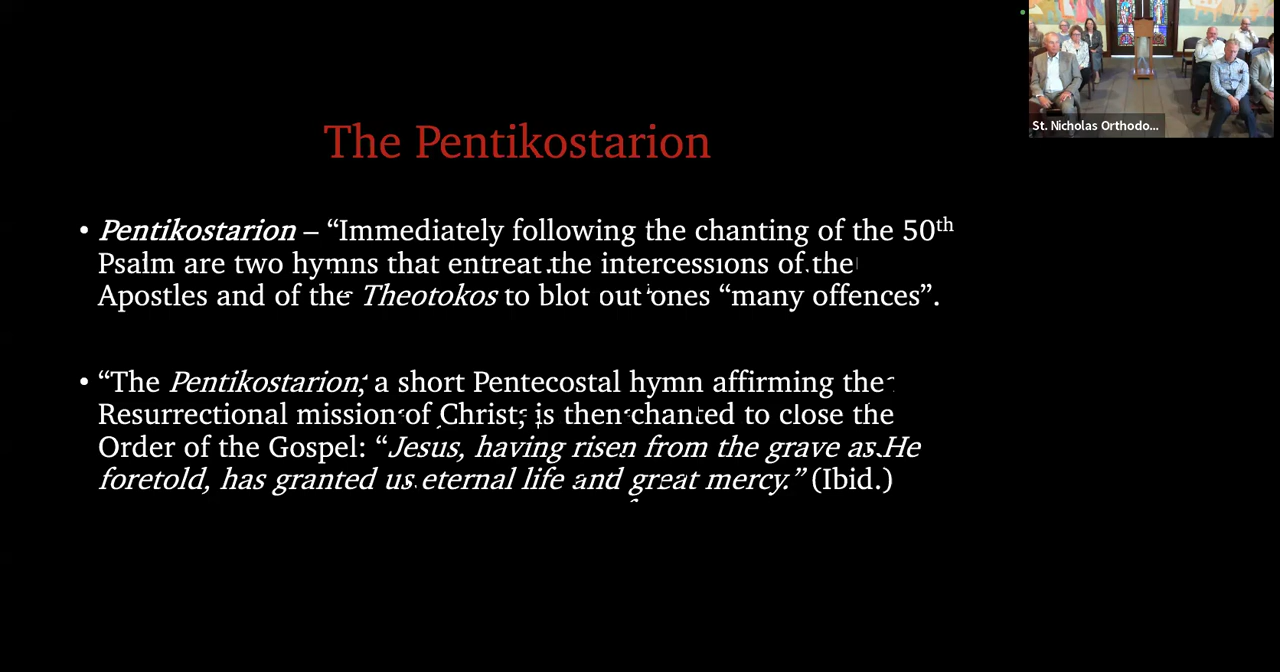 St. Nicholas Orthodo...
The Pentikostarion
• Pentikostarion – “Immediately following the chanting of the 50th
Psalm are two hymns that entreat the intercessions of the
Apostles and of the Theotokos to blot out ones “many offences”.
• “The Pentikostarion, a short Pentecostal hymn affirming the
Resurrectional mission of Christ, is then chanted to close the
Order of the Gospel: “Jesus, having risen from the grave as He
foretold, has granted us eternal life and great mercy.” (Ibid.)